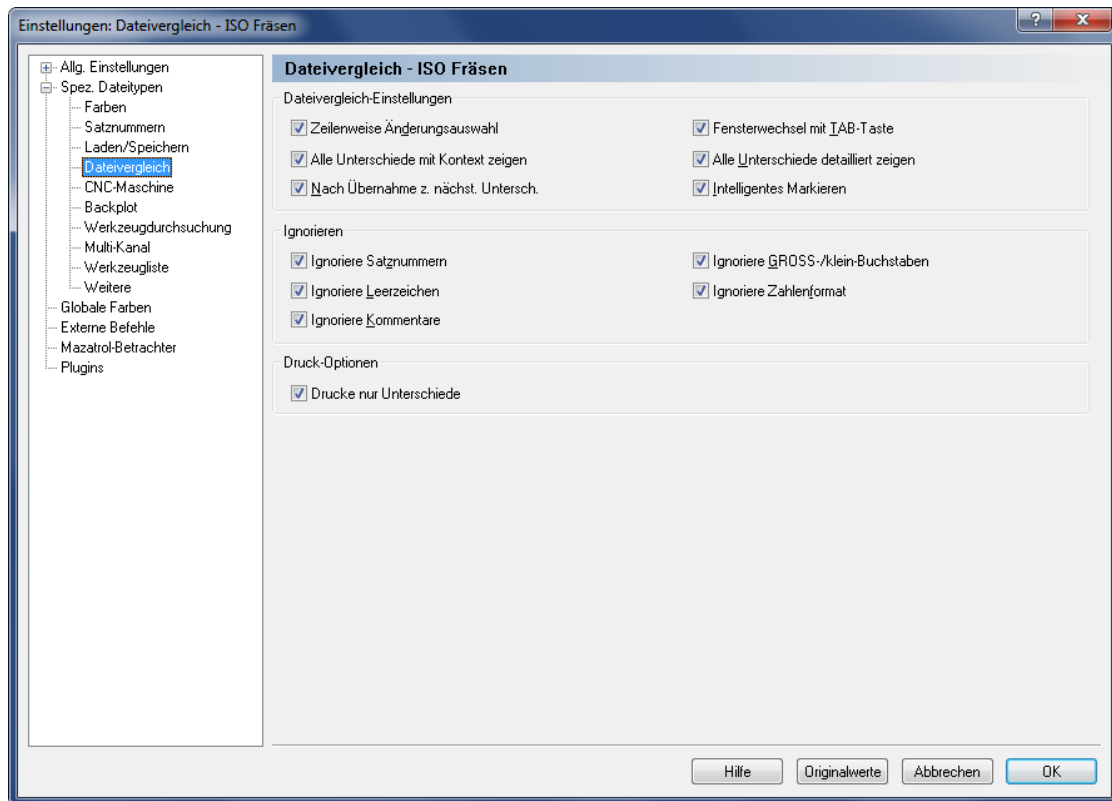 Einstellungen: Dateivergleich - ISO Fräsen
Allg. Einstellungen
Spez. Dateitypen
Farben
Satznummern
Laden/Speichern
Dateivergleich
CNC-Maschine
Backplot
Werkzeugdurchsuchung
Multi-Kanal
Werkzeugliste
Weitere
Globale Farben
Externe Befehle
Mazatrol-Betrachter
Plugins
Dateivergleich - ISO Fräsen
Dateivergleich-Einstellungen
Zeilenweise Änderungsauswahl
Fensterwechsel mit TAB-Taste
Alle Unterschiede mit Kontext zeigen
Alle Unterschiede detailliert zeigen
Nach Übernahme z. nächst. Untersch.
Intelligentes Markieren
Ignorieren
Ignoriere Satznummern
Ignoriere GROSS-/klein-Buchstaben
Ignoriere Leerzeichen
Ignoriere Zahlenformat
Ignoriere Kommentare
Druck-Optionen
Drucke nur Unterschiede
Hilfe
Originalwerte
Abbrechen
OK